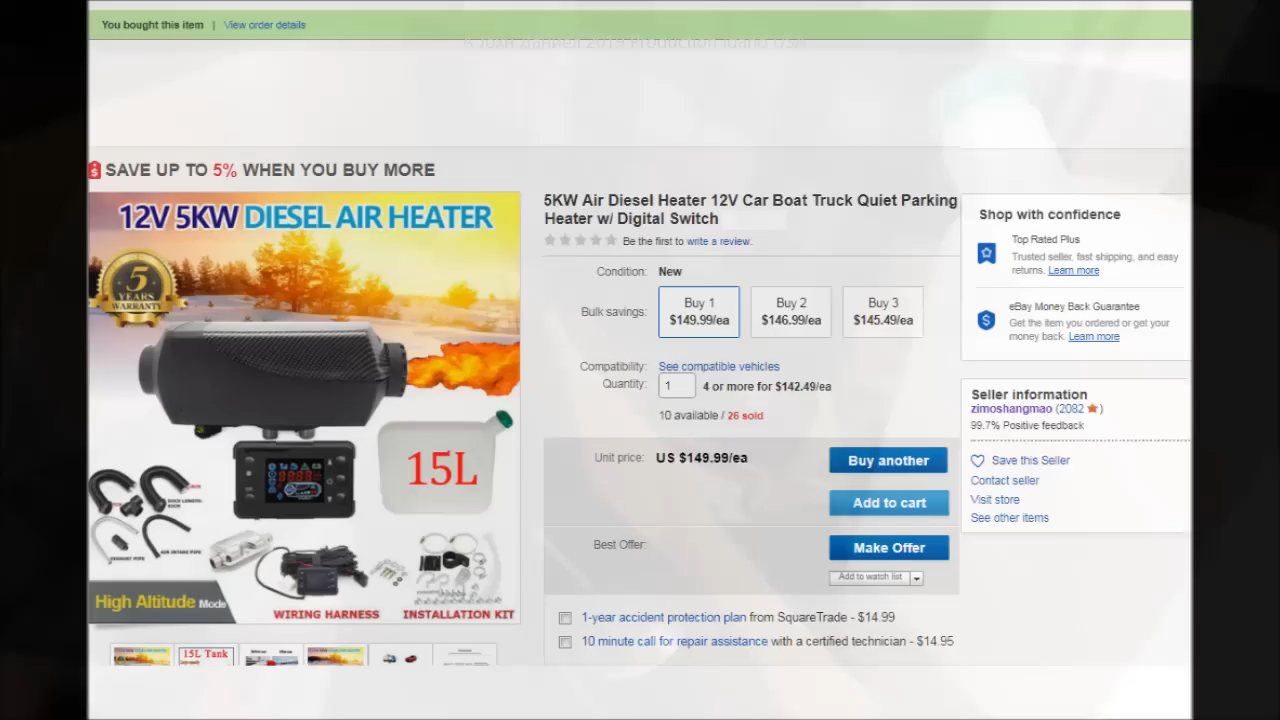 You bought this item | View order details
SAVE UP TO 5% WHEN YOU BUY MORE
12V 5KW DIESEL AIR HEATER
5
YEARS
WARRANTY
15L
EXHAUST PIPE
AIR INTAKE PIPE
High Altitude Mode
WIRING HARNESS
INSTALLATION KIT
15L Tank
5KW Air Diesel Heater 12V Car Boat Truck Quiet Parking
Heater w/ Digital Switch
Be the first to write a review.
Condition: New
Bulk savings:
Buy 1
$149.99/ea
Buy 2
$146.99/ea
Buy 3
$145.49/ea
Compatibility: See compatible vehicles
Quantity: 1 4 or more for $142.49/ea
10 available / 26 sold
Unit price: US $149.99/ea
Buy another
Add to cart
Best Offer:
Make Offer
Add to watch list
1-year accident protection plan from SquareTrade - $14.99
10 minute call for repair assistance with a certified technician - $14.95
Shop with confidence
Top Rated Plus
Trusted seller, fast shipping, and easy
returns. Learn more
eBay Money Back Guarantee
Get the item you ordered or get your
money back. Learn more
Seller information
zimoshangmao (2082)
99.7% Positive feedback
Save this Seller
Contact seller
Visit store
See other items